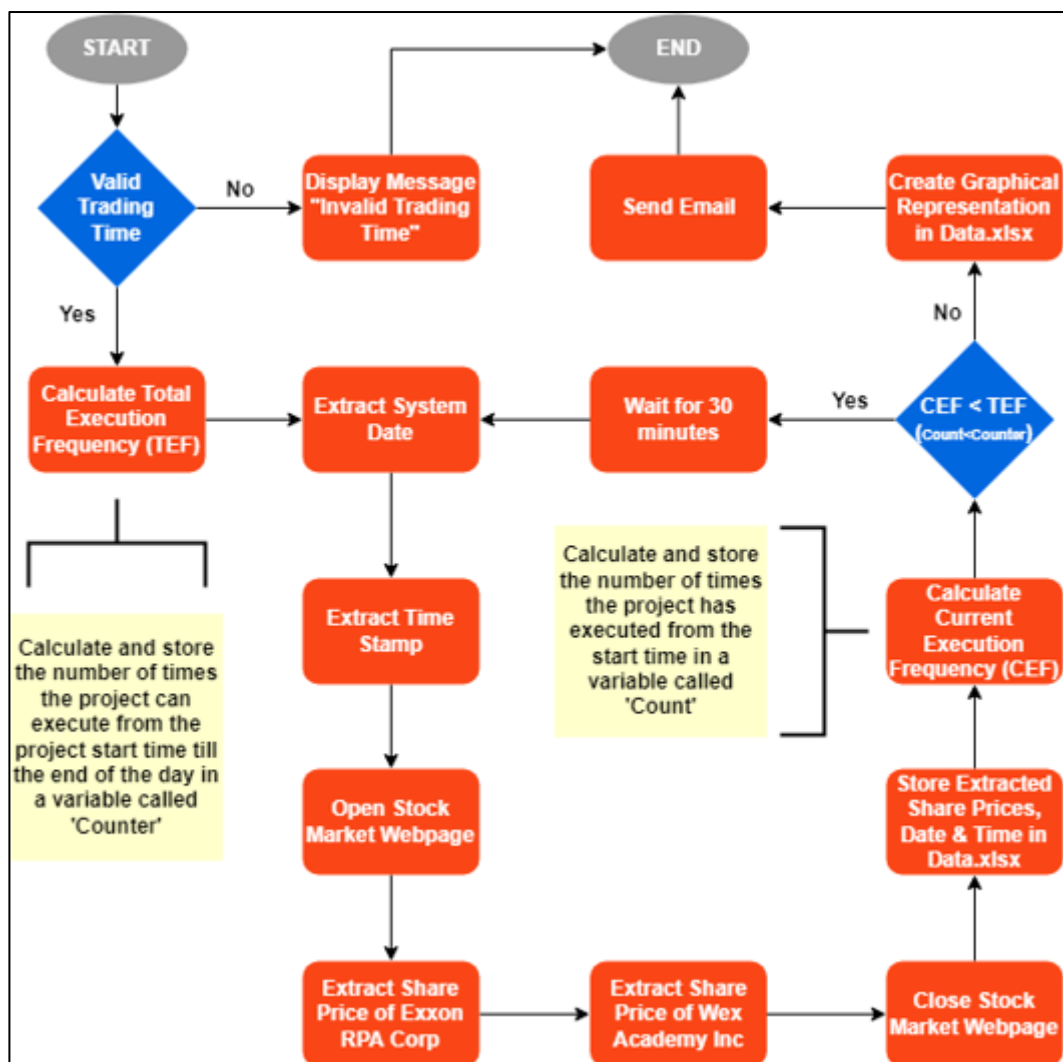 START
END
Valid
Trading
Time
No
Display Message
"Invalid Trading
Time"
Send Email
Create Graphical
Representation
in Data.xlsx
Yes
No
Calculate Total
Execution
Frequency (TEF)
Extract System
Date
Wait for 30
minutes
Yes
CEF < TEF
(Count<Counter)
Calculate and store
the number of times
the project can
execute from the
project start time till
the end of the day in
a variable called
'Counter'
Extract Time
Stamp
Calculate and store
the number of times
the project has
executed from the
start time in a
variable called
'Count'
Calculate
Current
Execution
Frequency (CEF)
Open Stock
Market Webpage
Store Extracted
Share Prices,
Date & Time in
Data.xlsx
Extract Share
Price of Exxon
RPA Corp
Extract Share
Price of Wex
Academy Inc
Close Stock
Market Webpage